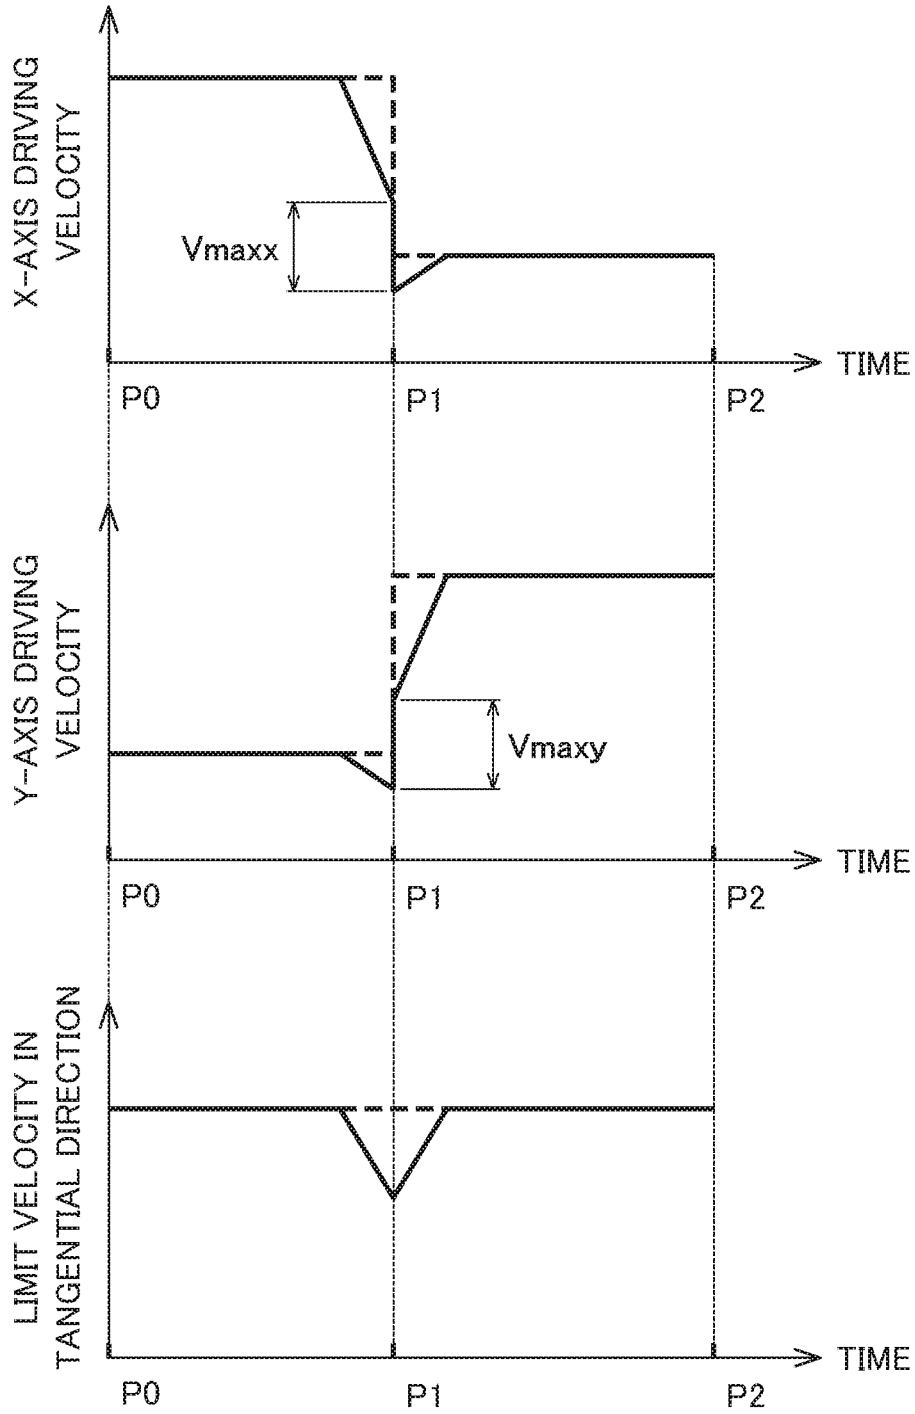 X-AXIS DRIVING
VELOCITY
Vmaxx
TIME
P0
P1
P2
Y-AXIS DRIVING
VELOCITY
Vmaxy
TIME
P0
P1
P2
LIMIT VELOCITY IN
TANGENTIAL DIRECTION
TIME
P0
P1
P2